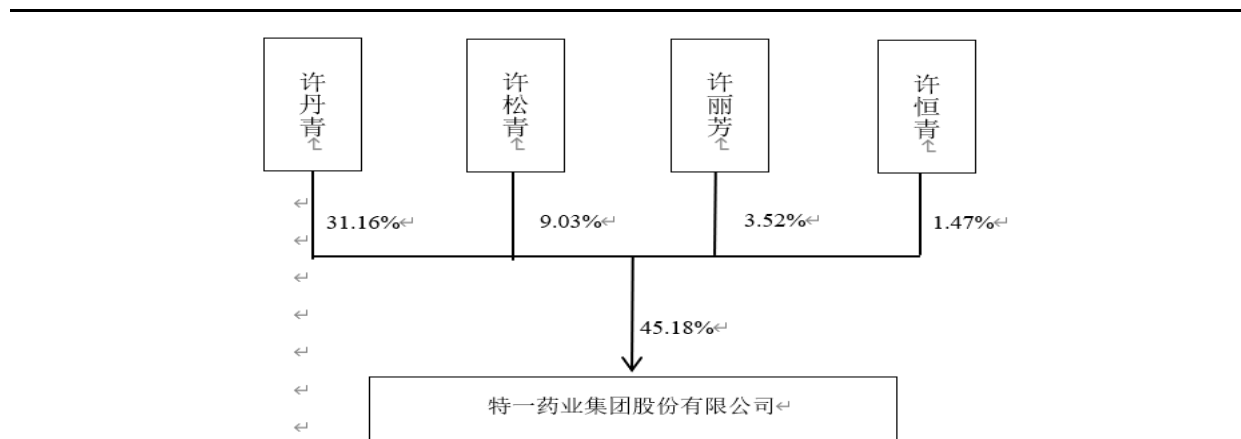 许丹青
许松青
许丽芳
许恒青
31.16%
9.03%
3.52%
1.47%
45.18%
特一药业集团股份有限公司